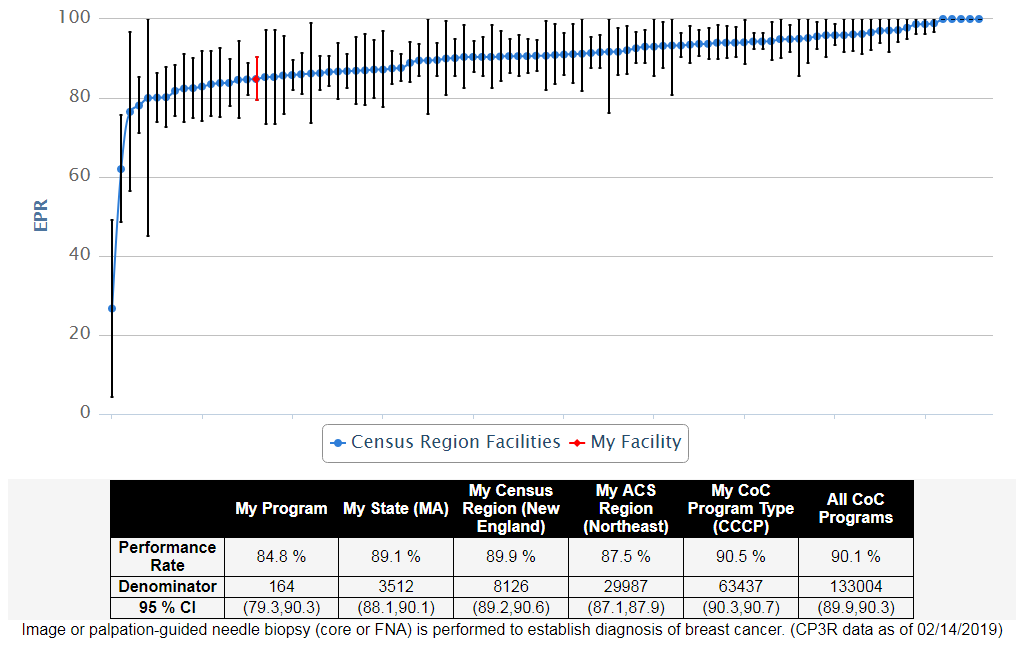 100
80
60
40
20
0
EPR
Census Region Facilities My Facility
My Program My State (MA) My Census Region (New England) My ACS Region (Northeast) My CoC Program Type (CCCP) All CoC Programs
Performance Rate 84.8 % 89.1 % 89.9 % 87.5 % 90.5 % 90.1 %
Denominator 164 3512 8126 29987 63437 133004
95 % CI (79.3,90.3) (88.1,90.1) (89.2,90.6) (87.1,87.9) (90.3,90.7) (89.9,90.3)
Image or palpation-guided needle biopsy (core or FNA) is performed to establish diagnosis of breast cancer. (CP3R data as of 02/14/2019)